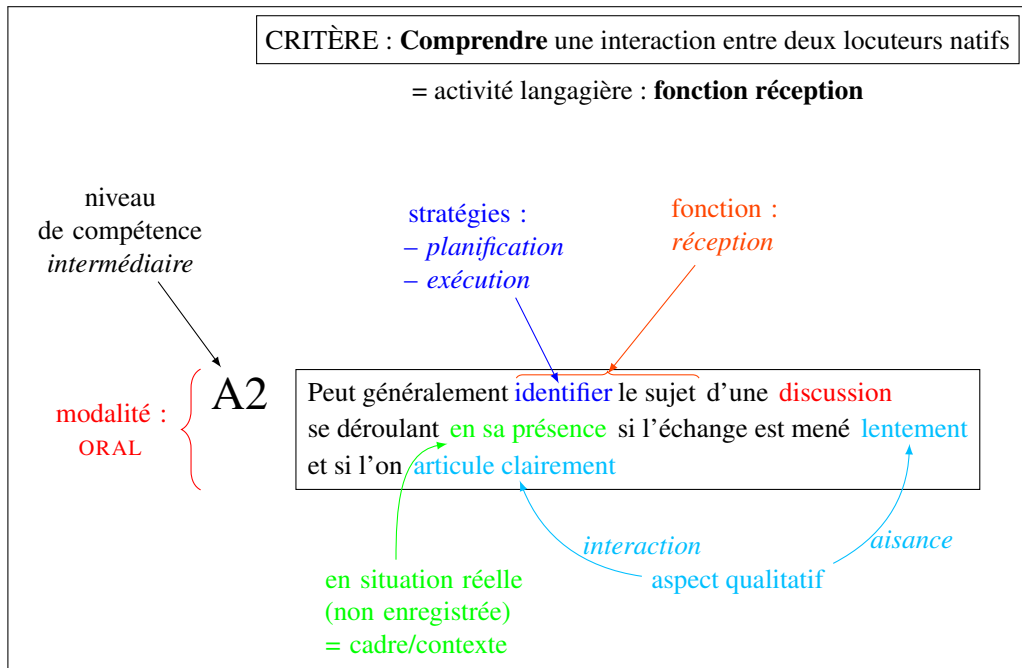 CRITÈRE : Comprendre une interaction entre deux locuteurs natifs
= activité langagière : fonction réception
niveau
de compétence
intermédiaire
stratégies :
– planification
– exécution
fonction :
réception
modalité :
ORAL
A2
Peut généralement identifier le sujet d'une discussion
se déroulant en sa présence si l'échange est mené lentement
et si l'on articule clairement
interaction
aisance
aspect qualitatif
en situation réelle
(non enregistrée)
= cadre/contexte